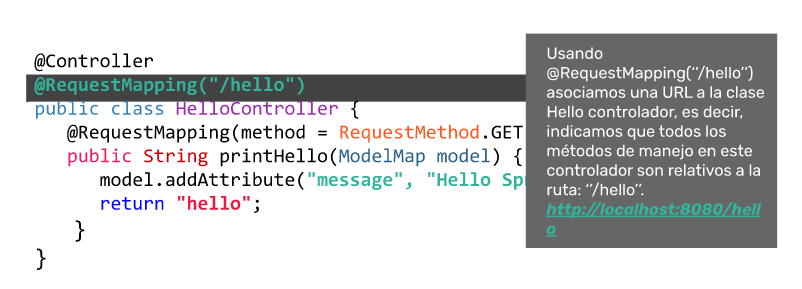 @Controller
@RequestMapping("/hello")
public class HelloController {
@RequestMapping(method = RequestMethod.GET
public String printHello(ModelMap model) {
model.addAttribute("message", "Hello Spr
return "hello";
}
}
Usando
@RequestMapping(‘’/hello’’)
asociamos una URL a la clase
Hello controlador, es decir,
indicamos que todos los
métodos de manejo en este
controlador son relativos a la
ruta: ‘’/hello’’.
http://localhost:8080/hell
o